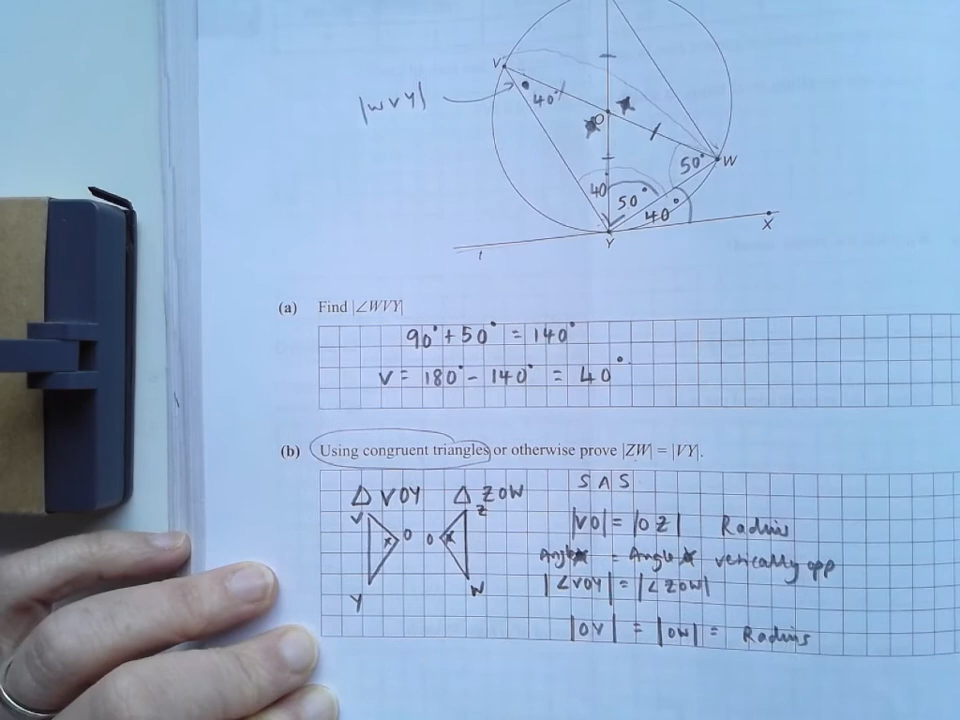 V
40°
|WVY|
O
50°
W
40
50°
40°
X
Y
(a) Find |∠WVY|
90° + 50° = 140°
V = 180° - 140° = 40°.
(b) Using congruent triangles or otherwise prove |ZW| = |VY|.
S A S
Δ VOY Δ ZOW
V Z
|VO| = |OZ| Radius
x O O x
Angle = Angle vertically opp
|∠VOY| = |∠ZOW|
Y W
|OY| = |OW| = Radius